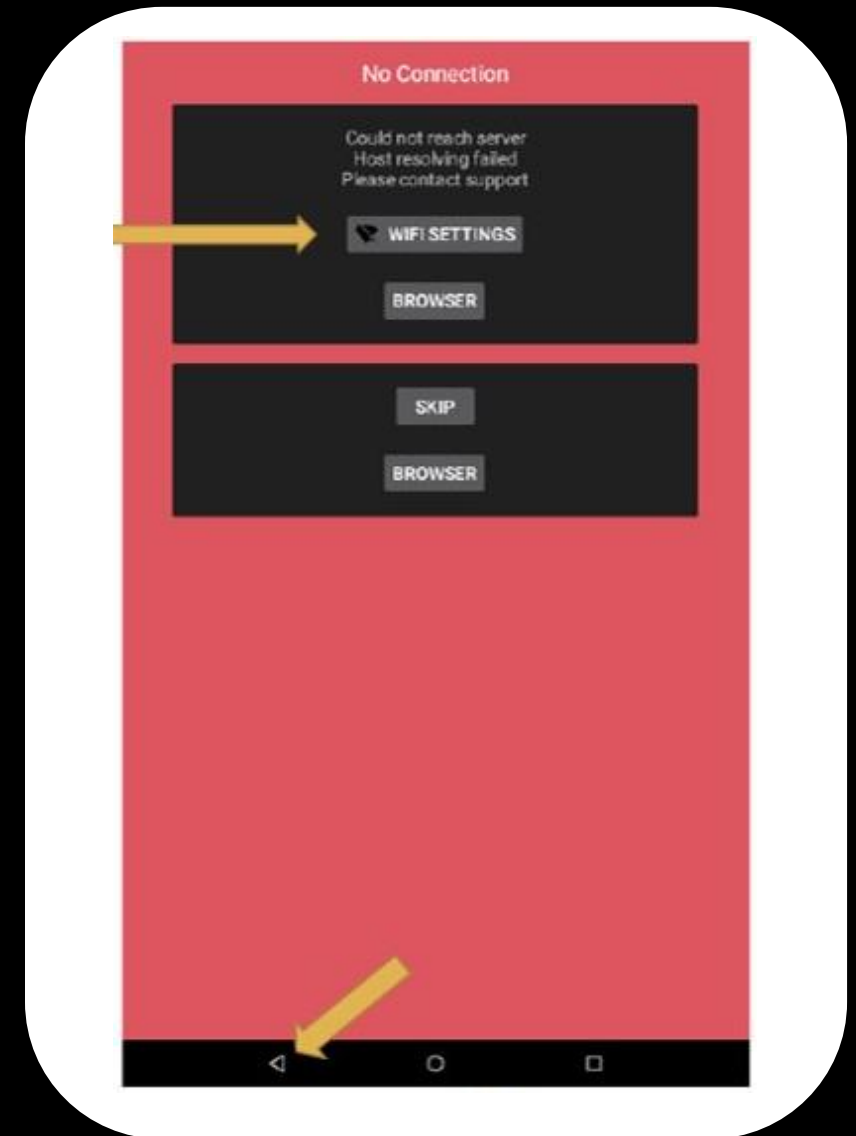 No Connection
Could not reach server
Host resolving failed
Please contact support
WIFI SETTINGS
BROWSER
SKIP
BROWSER